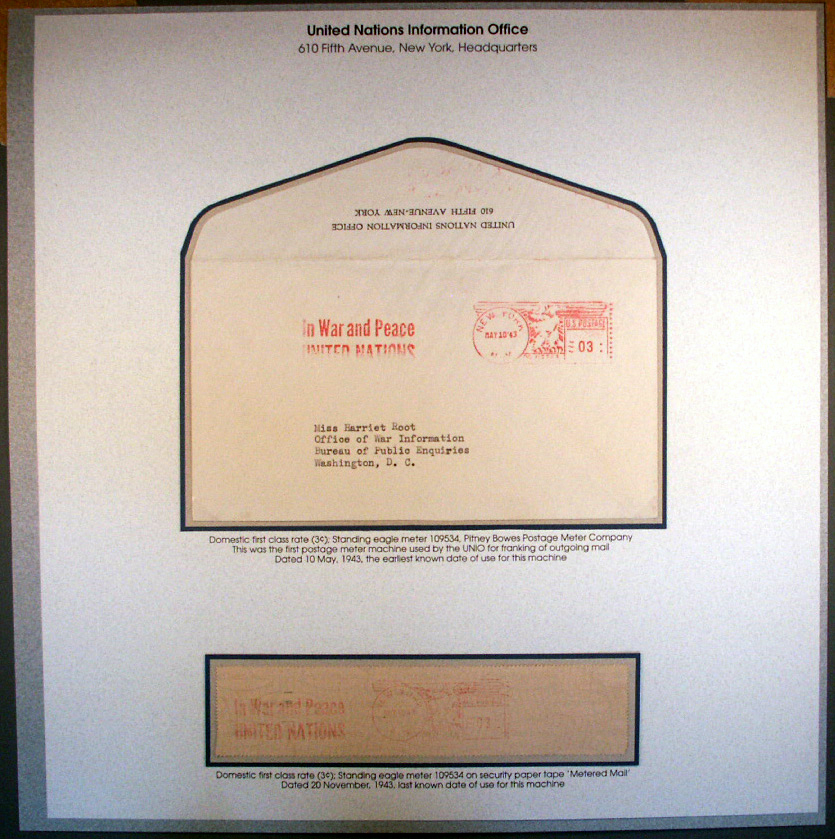 United Nations Information Office
610 Fifth Avenue, New York, Headquarters
UNITED NATIONS INFORMATION OFFICE
610 FIFTH AVENUE-NEW YORK
In War and Peace
UNITED NATIONS
NEW YORK
MAY 10 '43
U.S. POSTAGE
03
Miss Harriet Root
Office of War Information
Bureau of Public Enquiries
Washington, D. C.
Domestic first class rate (3¢); Standing eagle meter 109534, Pitney Bowes Postage Meter Company
This was the first postage meter machine used by the UNIO for franking of outgoing mail
Dated 10 May, 1943, the earliest known date of use for this machine
In War and Peace
UNITED NATIONS
Domestic first class rate (3¢); Standing eagle meter 109534 on security paper tape 'Metered Mail'
Dated 20 November, 1943, last known date of use for this machine